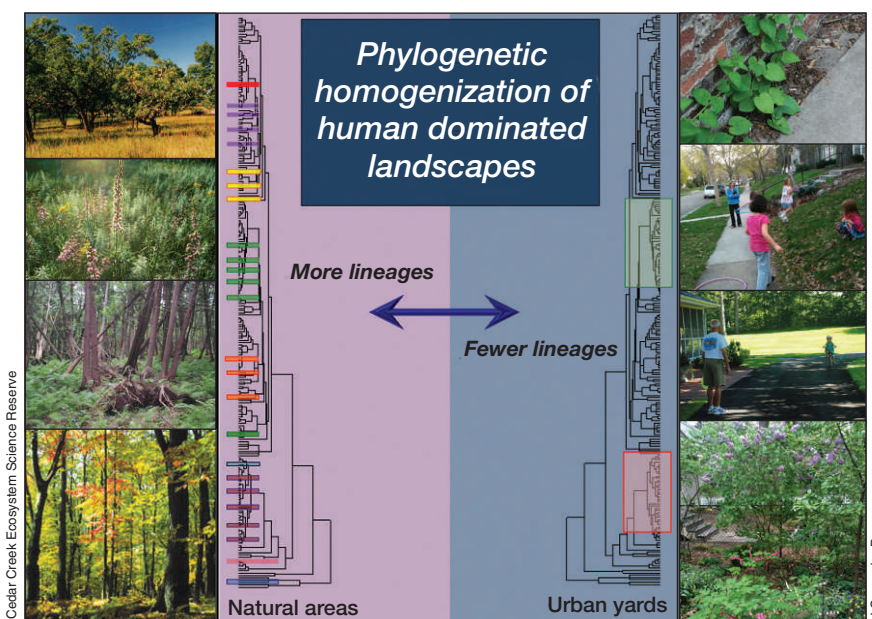 Phylogenetic
homogenization of
human dominated
landscapes
More lineages
Fewer lineages
Natural areas
Urban yards
Cedar Creek Ecosystem Science Reserve